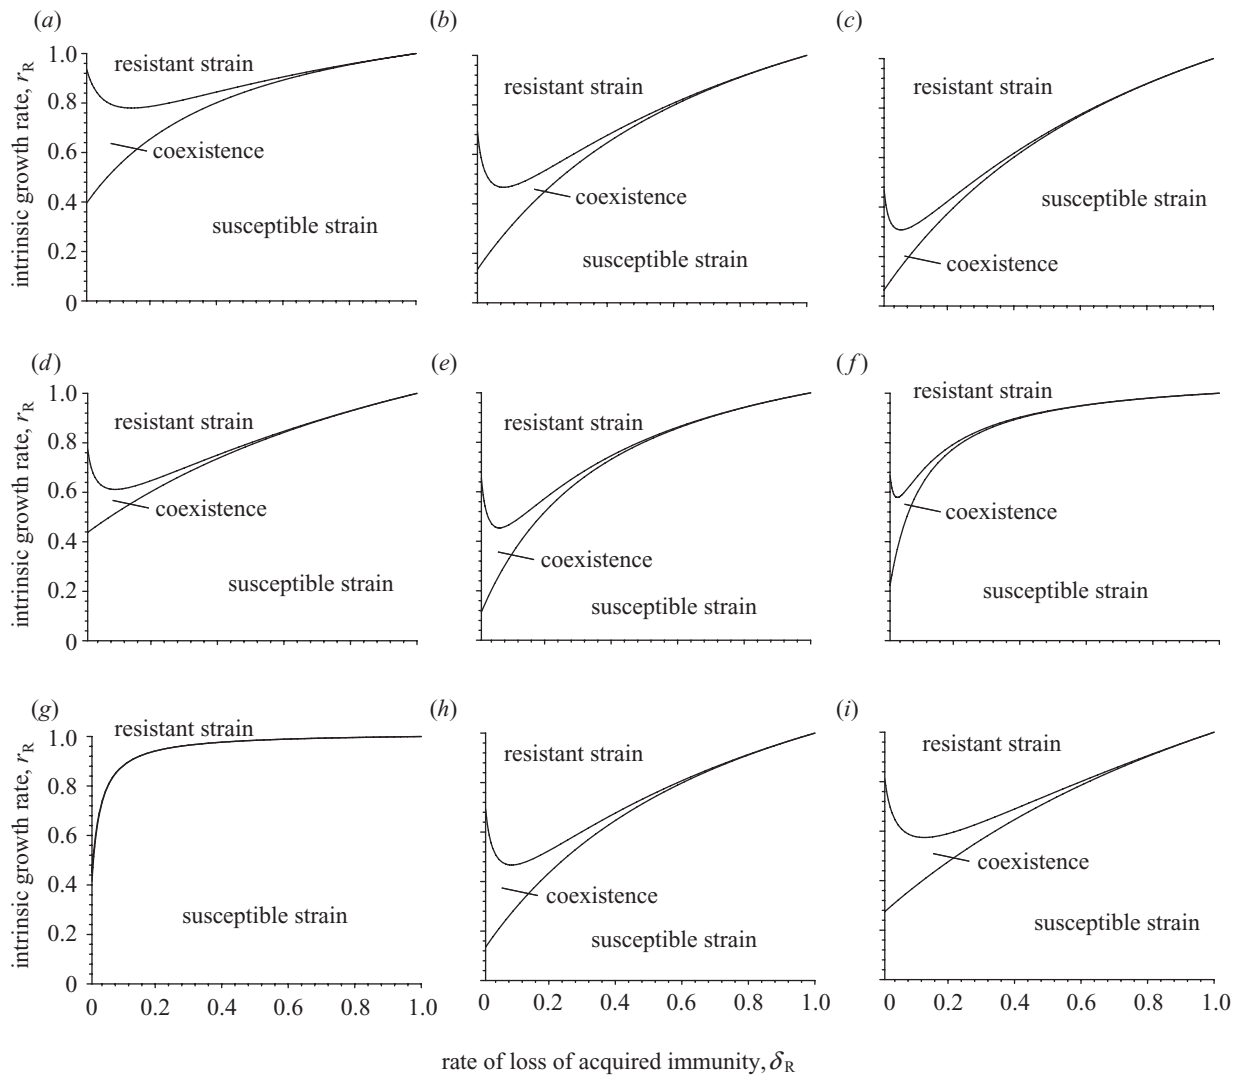 (a)
(b)
(c)
intrinsic growth rate, rR
1.0
0.8
0.6
0.4
0.2
0
resistant strain
coexistence
susceptible strain
resistant strain
coexistence
susceptible strain
resistant strain
susceptible strain
coexistence
(d)
(e)
(f)
intrinsic growth rate, rR
1.0
0.8
0.6
0.4
0.2
0
resistant strain
coexistence
susceptible strain
resistant strain
coexistence
susceptible strain
resistant strain
coexistence
susceptible strain
(g)
(h)
(i)
intrinsic growth rate, rR
1.0
0.8
0.6
0.4
0.2
0
resistant strain
susceptible strain
resistant strain
coexistence
susceptible strain
resistant strain
coexistence
susceptible strain
0 0.2 0.4 0.6 0.8 1.0
0 0.2 0.4 0.6 0.8 1.0
0 0.2 0.4 0.6 0.8 1.0
rate of loss of acquired immunity, δR